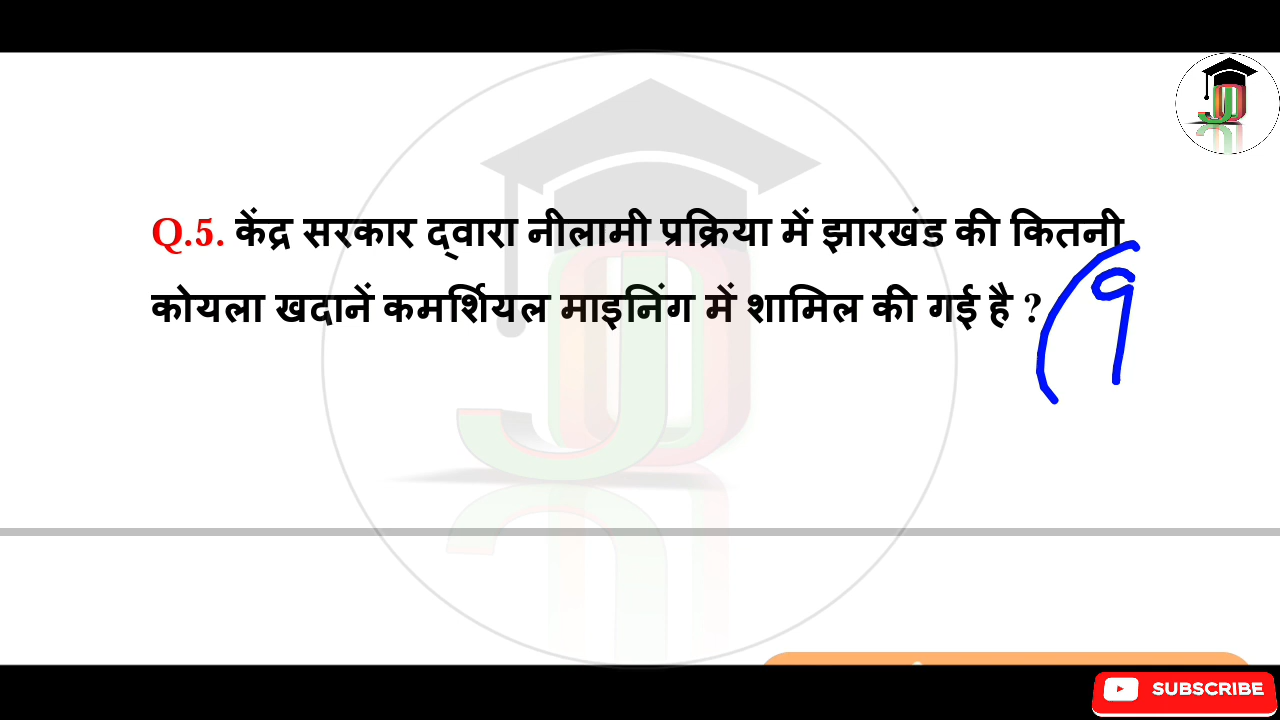 Q.5. केंद्र सरकार द्वारा नीलामी प्रक्रिया में झारखंड की कितनी
कोयला खदानें कमर्शियल माइनिंग में शामिल की गई है ? (9
SUBSCRIBE